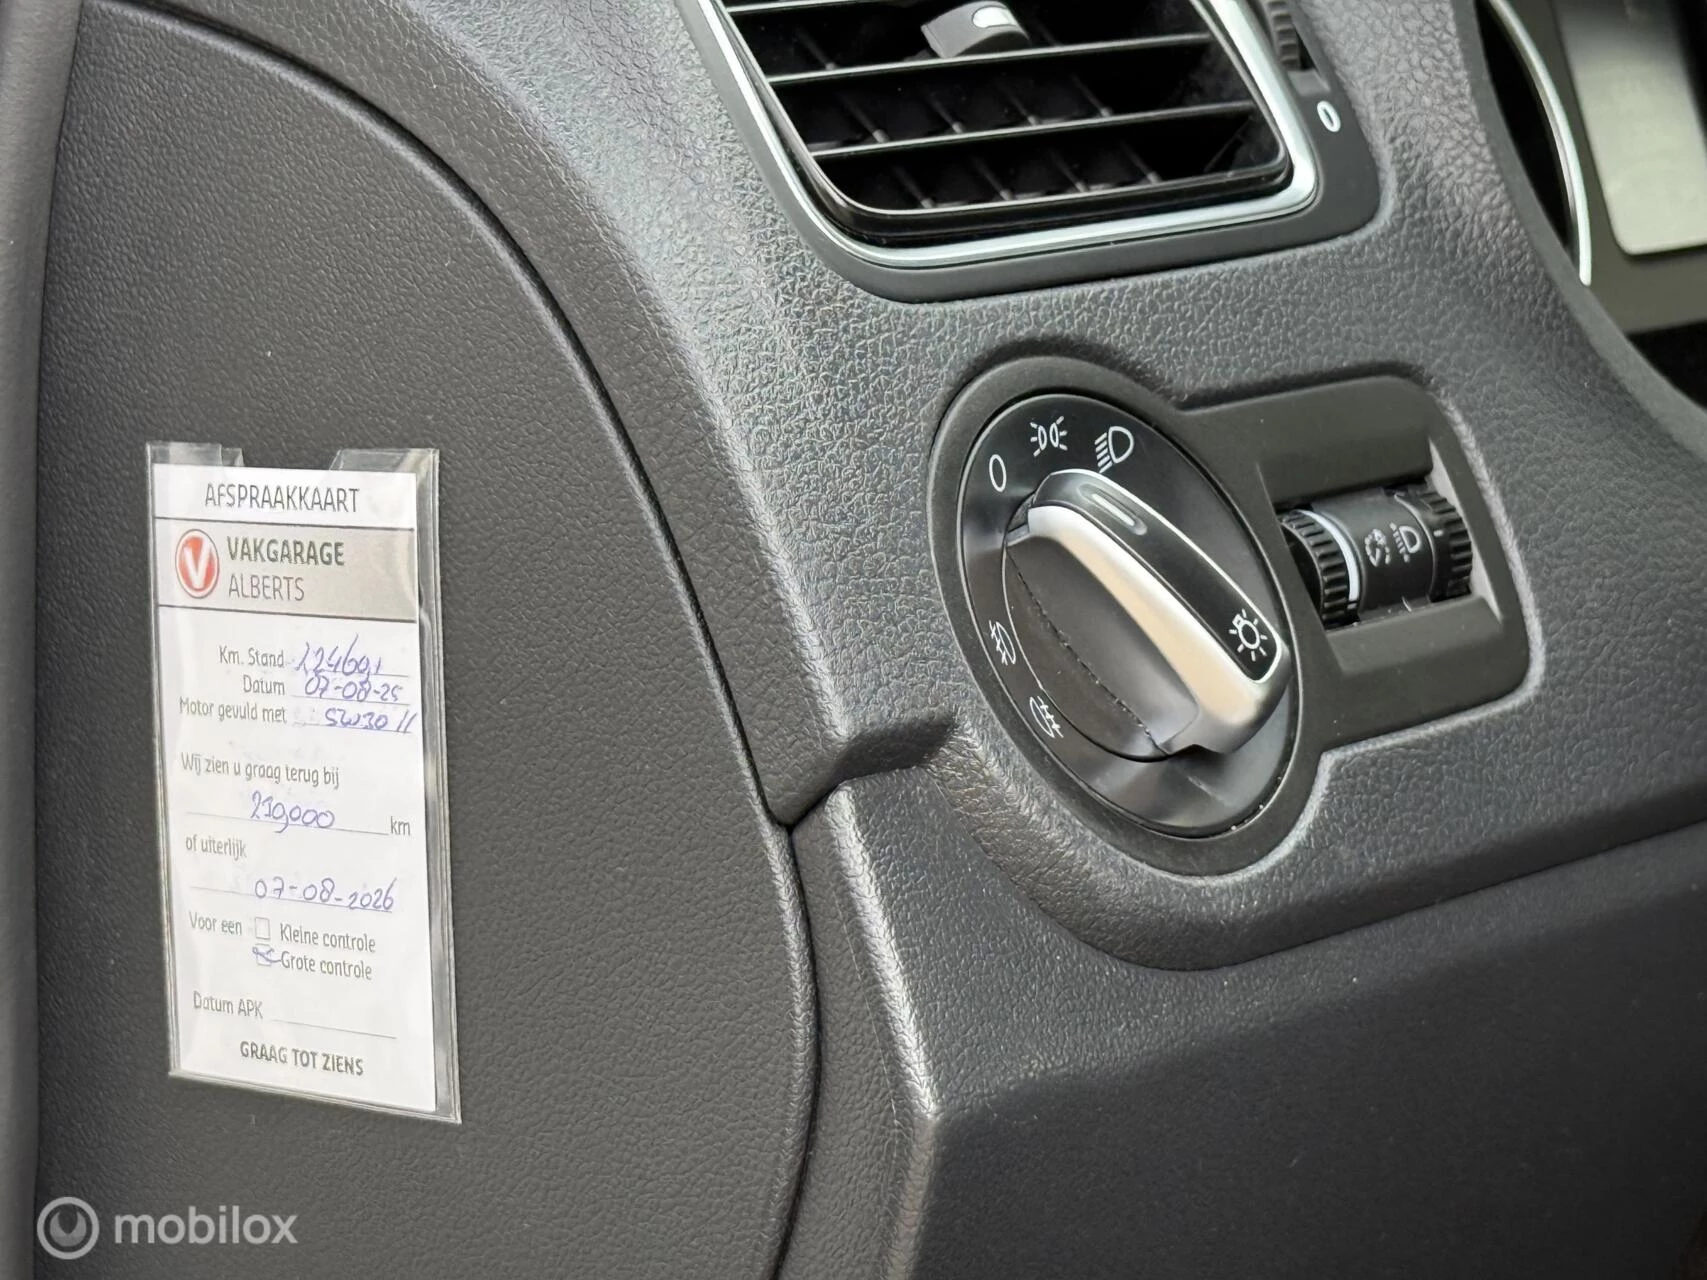 AFSPRAAKKAART
VAKGARAGE
ALBERTS
Km. Stand
Datum 07-08-25
Motor gevuld met 5W30 ll
Wij zien u graag terug bij
210,000 km
of uiterlijk
07-08-2026
Voor een Kleine controle
Grote controle
Datum APK
GRAAG TOT ZIENS
mobilox